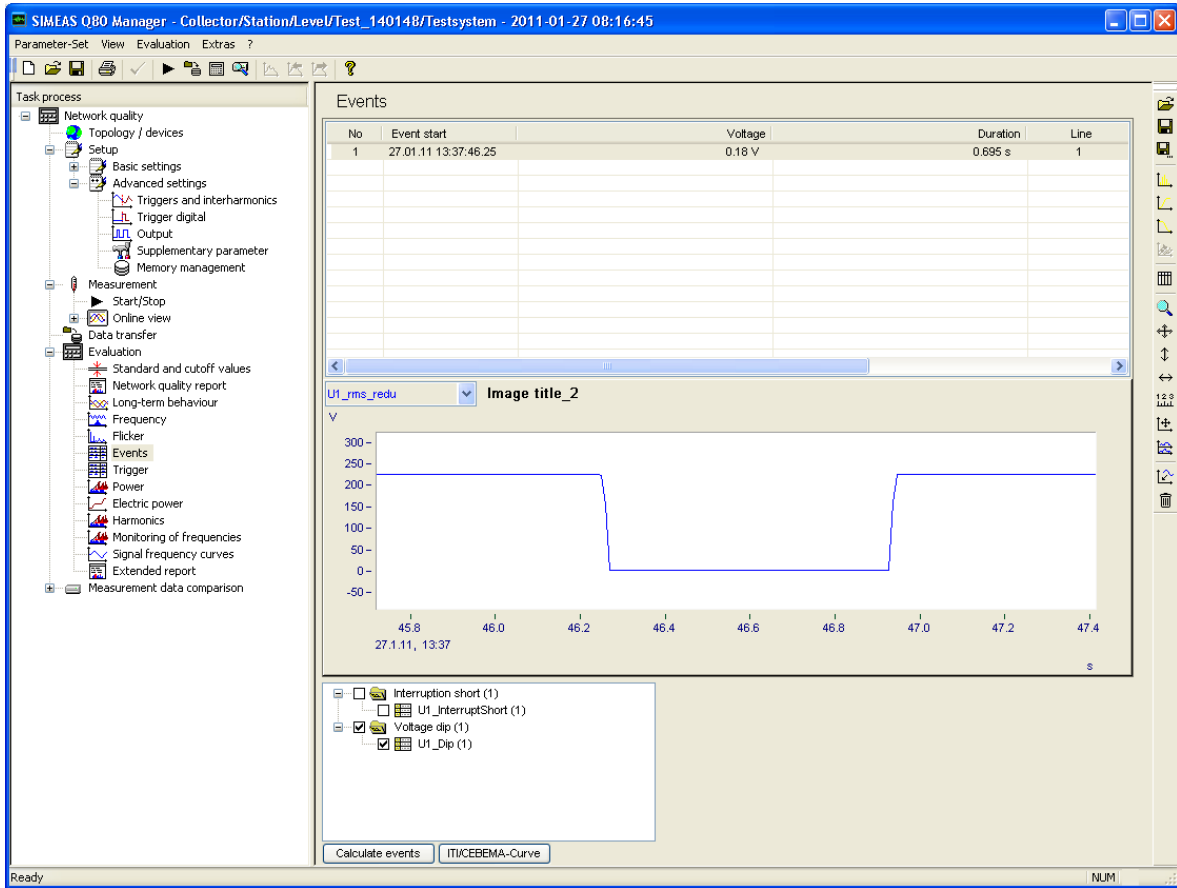 SIMEAS Q80 Manager - Collector/Station/Level/Test_140148/Testsystem - 2011-01-27 08:16:45
Parameter-Set View Evaluation Extras ?
Task process
Network quality
Topology / devices
Setup
Basic settings
Advanced settings
Triggers and interharmonics
Trigger digital
Output
Supplementary parameter
Memory management
Measurement
Start/Stop
Online view
Data transfer
Evaluation
Standard and cutoff values
Network quality report
Long-term behaviour
Frequency
Flicker
Events
Trigger
Power
Electric power
Harmonics
Monitoring of frequencies
Signal frequency curves
Extended report
Measurement data comparison
Events
No Event start Voltage Duration Line
1 27.01.11 13:37:46.25 0.18 V 0.695 s 1
U1_rms_redu Image title_2
V
300
250
200
150
100
50
0
-50
45.8 46.0 46.2 46.4 46.6 46.8 47.0 47.2 47.4
27.1.11, 13:37
s
Interruption short (1)
U1_InterruptShort (1)
Voltage dip (1)
U1_Dip (1)
Calculate events ITI/CEBEMA-Curve
1 2 3
Ready NUM